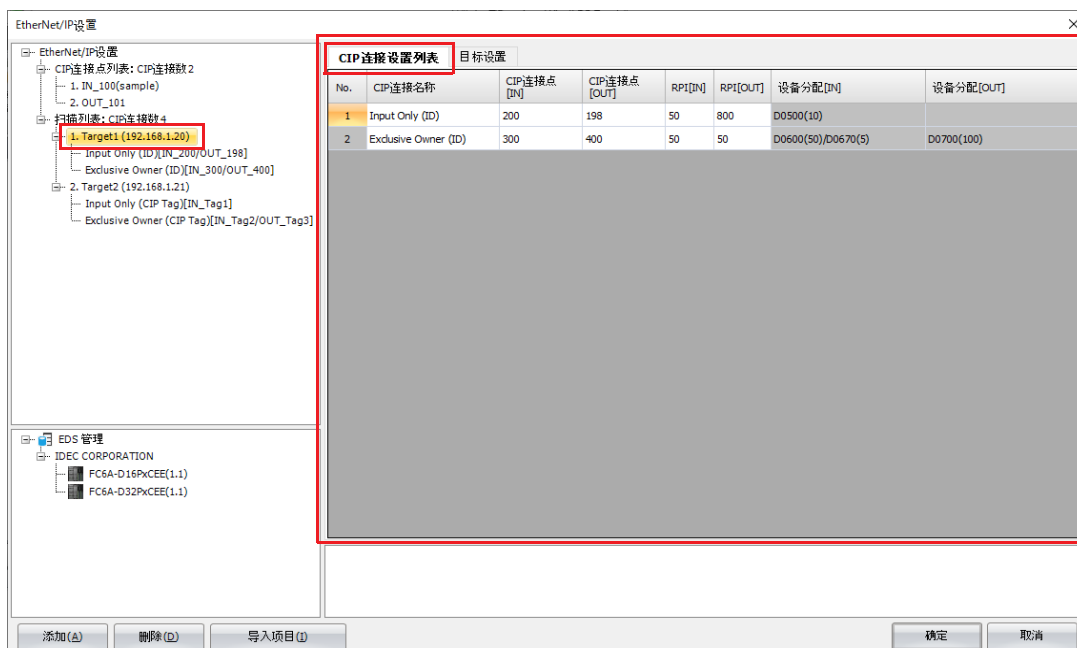 EtherNet/IP设置
EtherNet/IP设置
CIP连接点列表: CIP连接数2
1. IN_100(sample)
2. OUT_101
扫描列表: CIP连接数4
1. Target1 (192.168.1.20)
Input Only (ID)[IN_200/OUT_198]
Exclusive Owner (ID)[IN_300/OUT_400]
2. Target2 (192.168.1.21)
Input Only (CIP Tag)[IN_Tag1]
Exclusive Owner (CIP Tag)[IN_Tag2/OUT_Tag3]
EDS 管理
IDEC CORPORATION
FC6A-D16PxCEE(1.1)
FC6A-D32PxCEE(1.1)
CIP连接设置列表 目标设置
No. CIP连接名称 CIP连接点[IN] CIP连接点[OUT] RPI[IN] RPI[OUT] 设备分配[IN] 设备分配[OUT]
1 Input Only (ID) 200 198 50 800 D0500(10)
2 Exclusive Owner (ID) 300 400 50 50 D0600(50)/D0670(5) D0700(100)
添加(A) 删除(D) 导入项目(I) 确定 取消